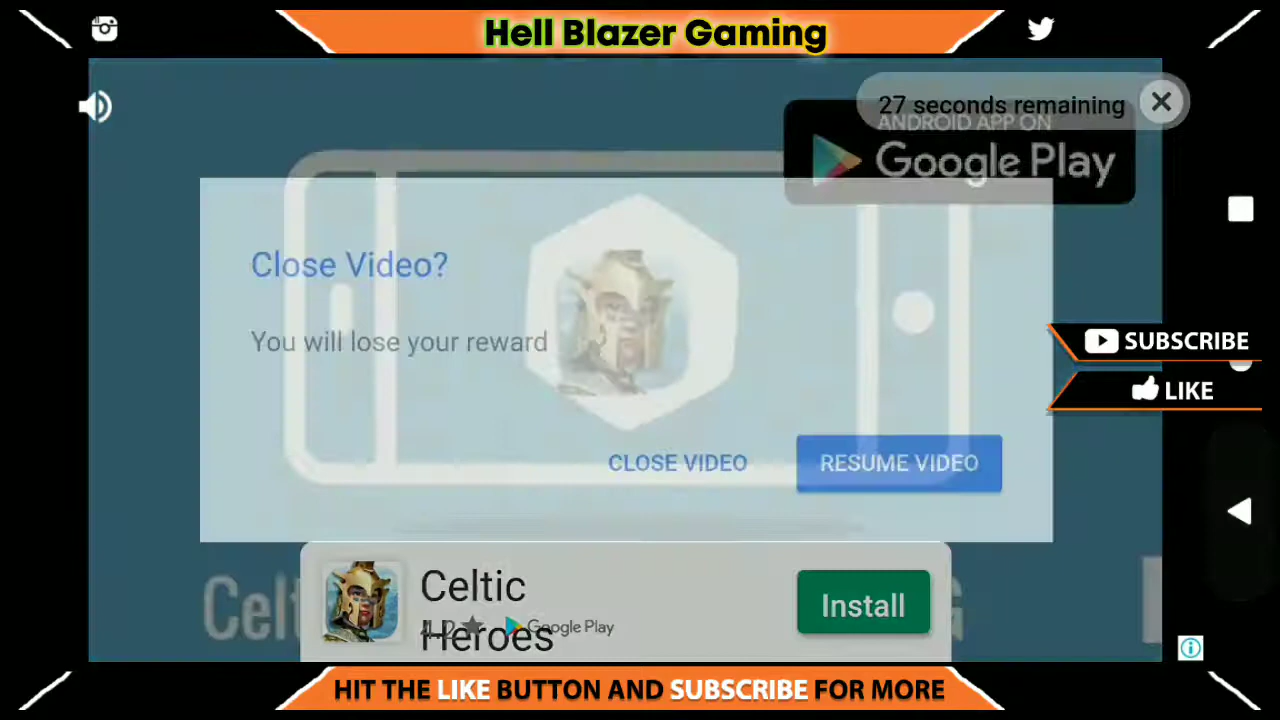 Hell Blazer Gaming
27 seconds remaining
ANDROID APP ON
Google Play
Close Video?
You will lose your reward
SUBSCRIBE
LIKE
CLOSE VIDEO
RESUME VIDEO
Celtic
Heroes
Google Play
Install
HIT THE LIKE BUTTON AND SUBSCRIBE FOR MORE